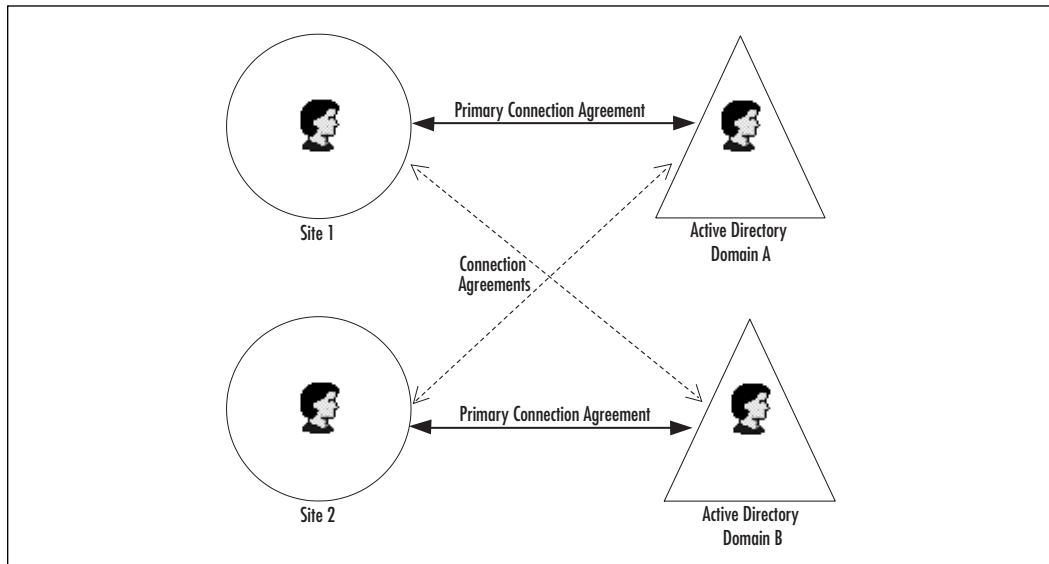 Primary Connection Agreement
Site 1
Active Directory
Domain A
Connection
Agreements
Primary Connection Agreement
Site 2
Active Directory
Domain B